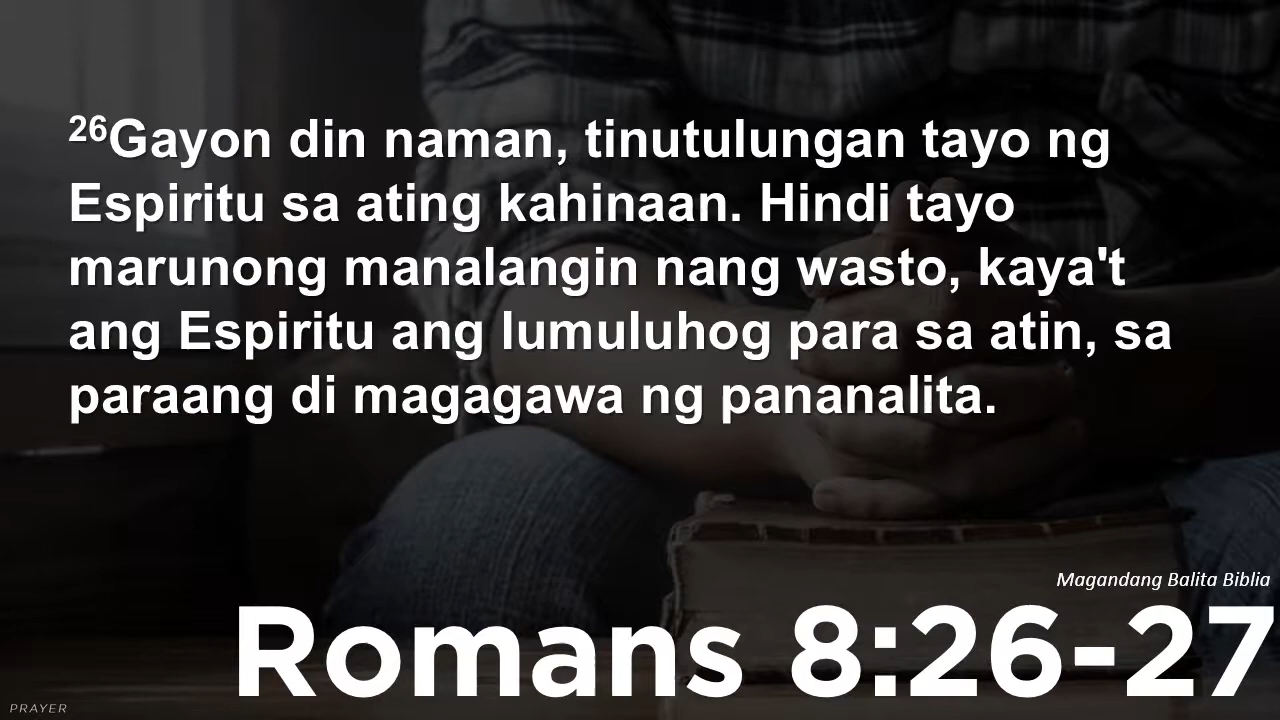 ²⁶Gayon din naman, tinutulungan tayo ng
Espiritu sa ating kahinaan. Hindi tayo
marunong manalangin nang wasto, kaya't
ang Espiritu ang lumuluhog para sa atin, sa
paraang di magagawa ng pananalita.
Magandang Balita Biblia
Romans 8:26-27
PRAYER